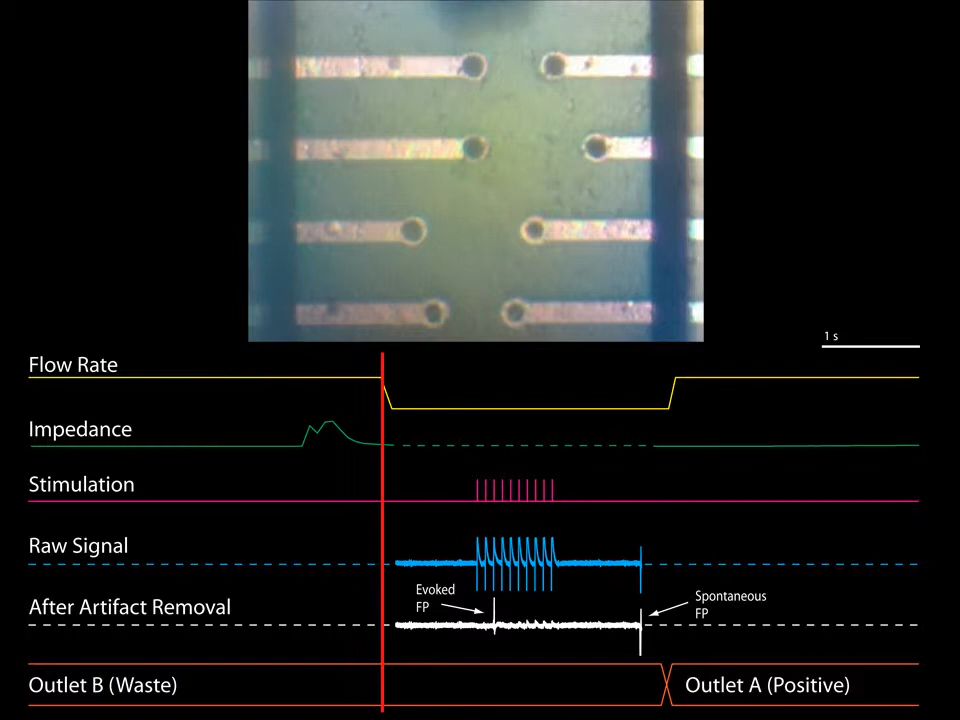 1 s
Flow Rate
Impedance
Stimulation
Raw Signal
Evoked
FP
Spontaneous
FP
After Artifact Removal
Outlet B (Waste)
Outlet A (Positive)